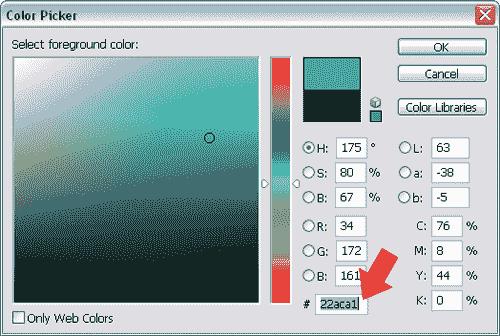 Color Picker
Select foreground color:
OK
Cancel
Color Libraries
H: 175 °
L: 63
S: 80 %
a: -38
B: 67 %
b: -5
R: 34
C: 76 %
G: 172
M: 8 %
B: 161
Y: 44 %
# 22aca1
K: 0 %
Only Web Colors